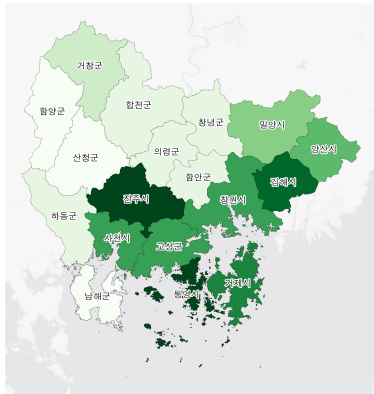 거창군
함양군
합천군
창녕군
밀양시
양산시
의령군
산청군
함안군
김해시
진주시
창원시
하동군
사천시
고성군
거제시
통영시
남해군